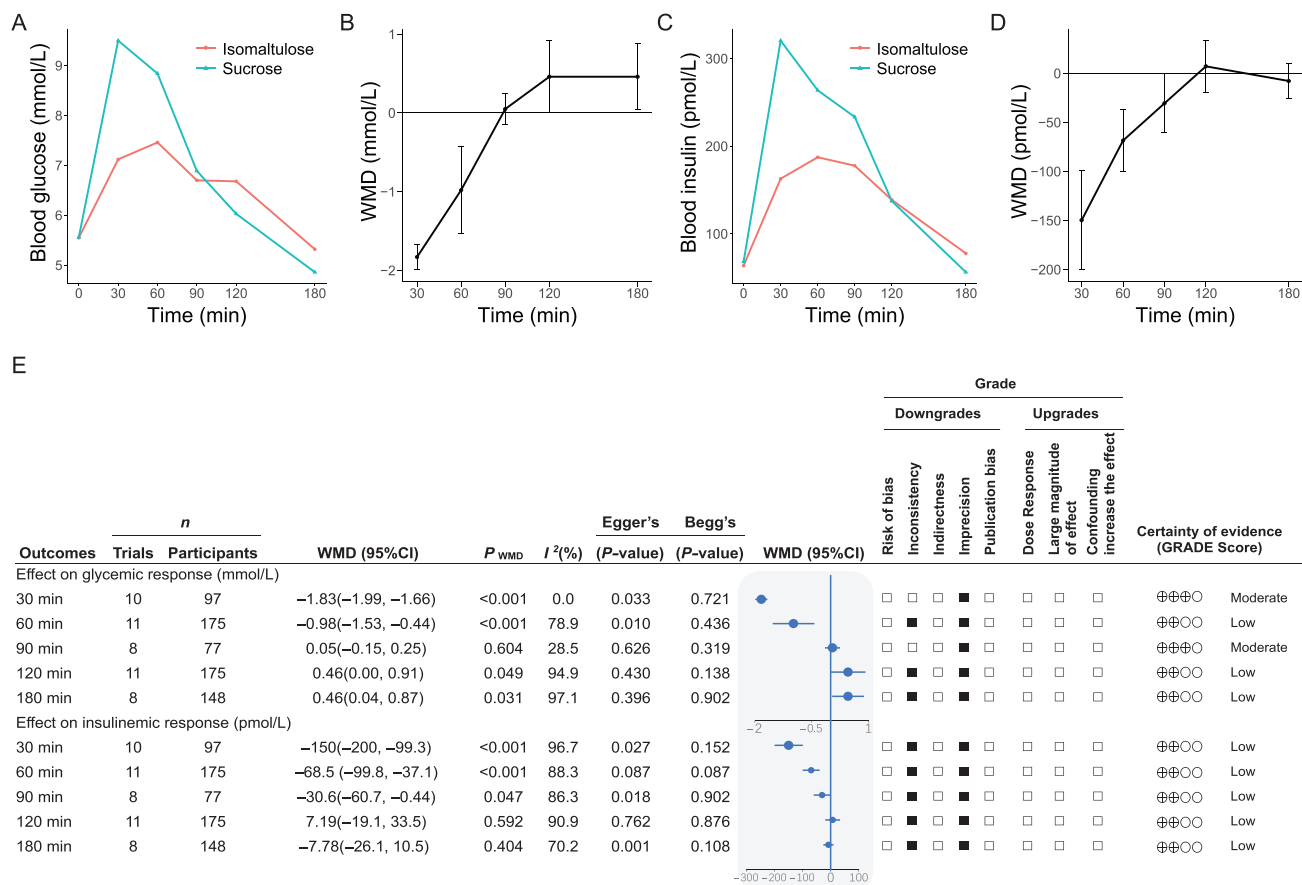 A
Blood glucose (mmol/L)
9
8
7
6
5
Isomaltulose
Sucrose
0 30 60 90 120 180
Time (min)
B
WMD (mmol/L)
1
0
−1
−2
30 60 90 120 180
Time (min)
C
Blood insulin (pmol/L)
300
200
100
Isomaltulose
Sucrose
0 30 60 90 120 180
Time (min)
D
WMD (pmol/L)
0
−50
−100
−150
−200
30 60 90 120 180
Time (min)
E
Grade
Downgrades Upgrades
Risk of bias
Inconsistency
Indirectness
Imprecision
Publication bias
Dose Response
Large magnitude
of effect
Confounding
increase the effect
n Egger's Begg's Certainty of evidence
Outcomes Trials Participants WMD (95%CI) P WMD I 2(%) (P–value) (P–value) WMD (95%CI) (GRADE Score)
Effect on glycemic response (mmol/L)
30 min 10 97 −1.83(−1.99, −1.66) <0.001 0.0 0.033 0.721 Moderate
60 min 11 175 −0.98(−1.53, −0.44) <0.001 78.9 0.010 0.436 Low
90 min 8 77 0.05(−0.15, 0.25) 0.604 28.5 0.626 0.319 Moderate
120 min 11 175 0.46(0.00, 0.91) 0.049 94.9 0.430 0.138 Low
180 min 8 148 0.46(0.04, 0.87) 0.031 97.1 0.396 0.902 Low
Effect on insulinemic response (pmol/L)
-2 -0.5 1
30 min 10 97 −150(−200, −99.3) <0.001 96.7 0.027 0.152 Low
60 min 11 175 −68.5 (−99.8, −37.1) <0.001 88.3 0.087 0.087 Low
90 min 8 77 −30.6(−60.7, −0.44) 0.047 86.3 0.018 0.902 Low
120 min 11 175 7.19(−19.1, 33.5) 0.592 90.9 0.762 0.876 Low
180 min 8 148 −7.78(−26.1, 10.5) 0.404 70.2 0.001 0.108 Low
-300 -200 -100 0 100